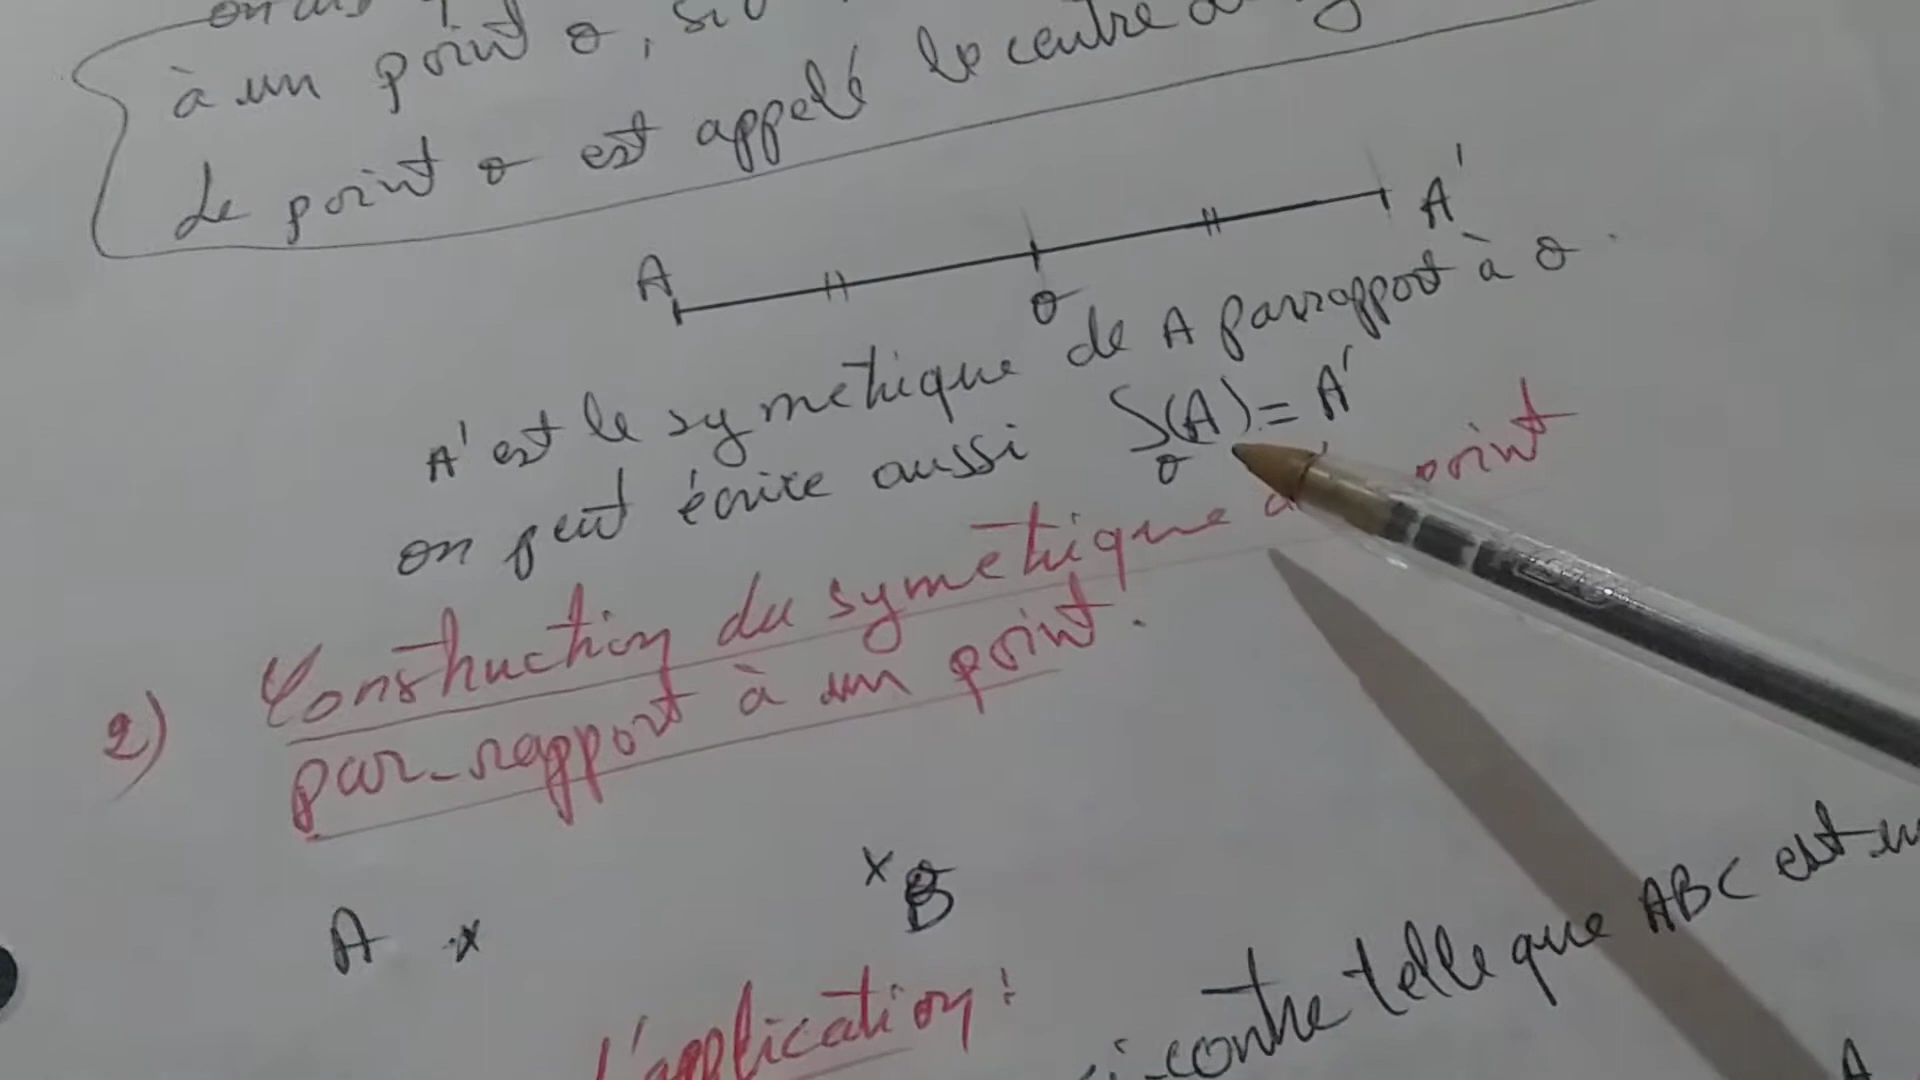 à un point o, si o
Le point o est appelé le centre
A
o
A'
A' est le symétrique de A par rapport à o.
on peut écrire aussi S(A) = A'
o
2) Construction du symétrique point
par-rapport à un point.
A x
x B
l'application :
ci-contre telle que ABC est
A